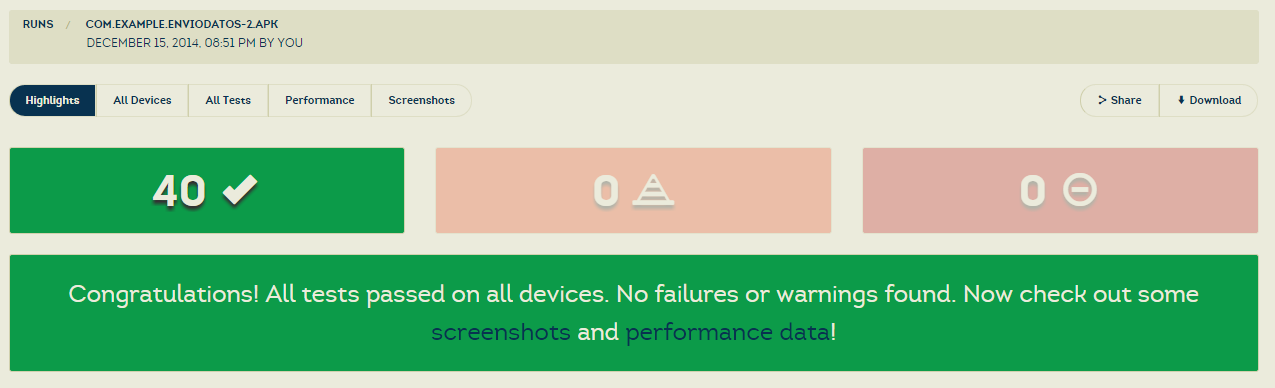 RUNS / COM.EXAMPLE.ENVIODATOS-2.APK
DECEMBER 15, 2014, 08:51 PM BY YOU
Highlights All Devices All Tests Performance Screenshots Share Download
40 0 0
Congratulations! All tests passed on all devices. No failures or warnings found. Now check out some
screenshots and performance data!